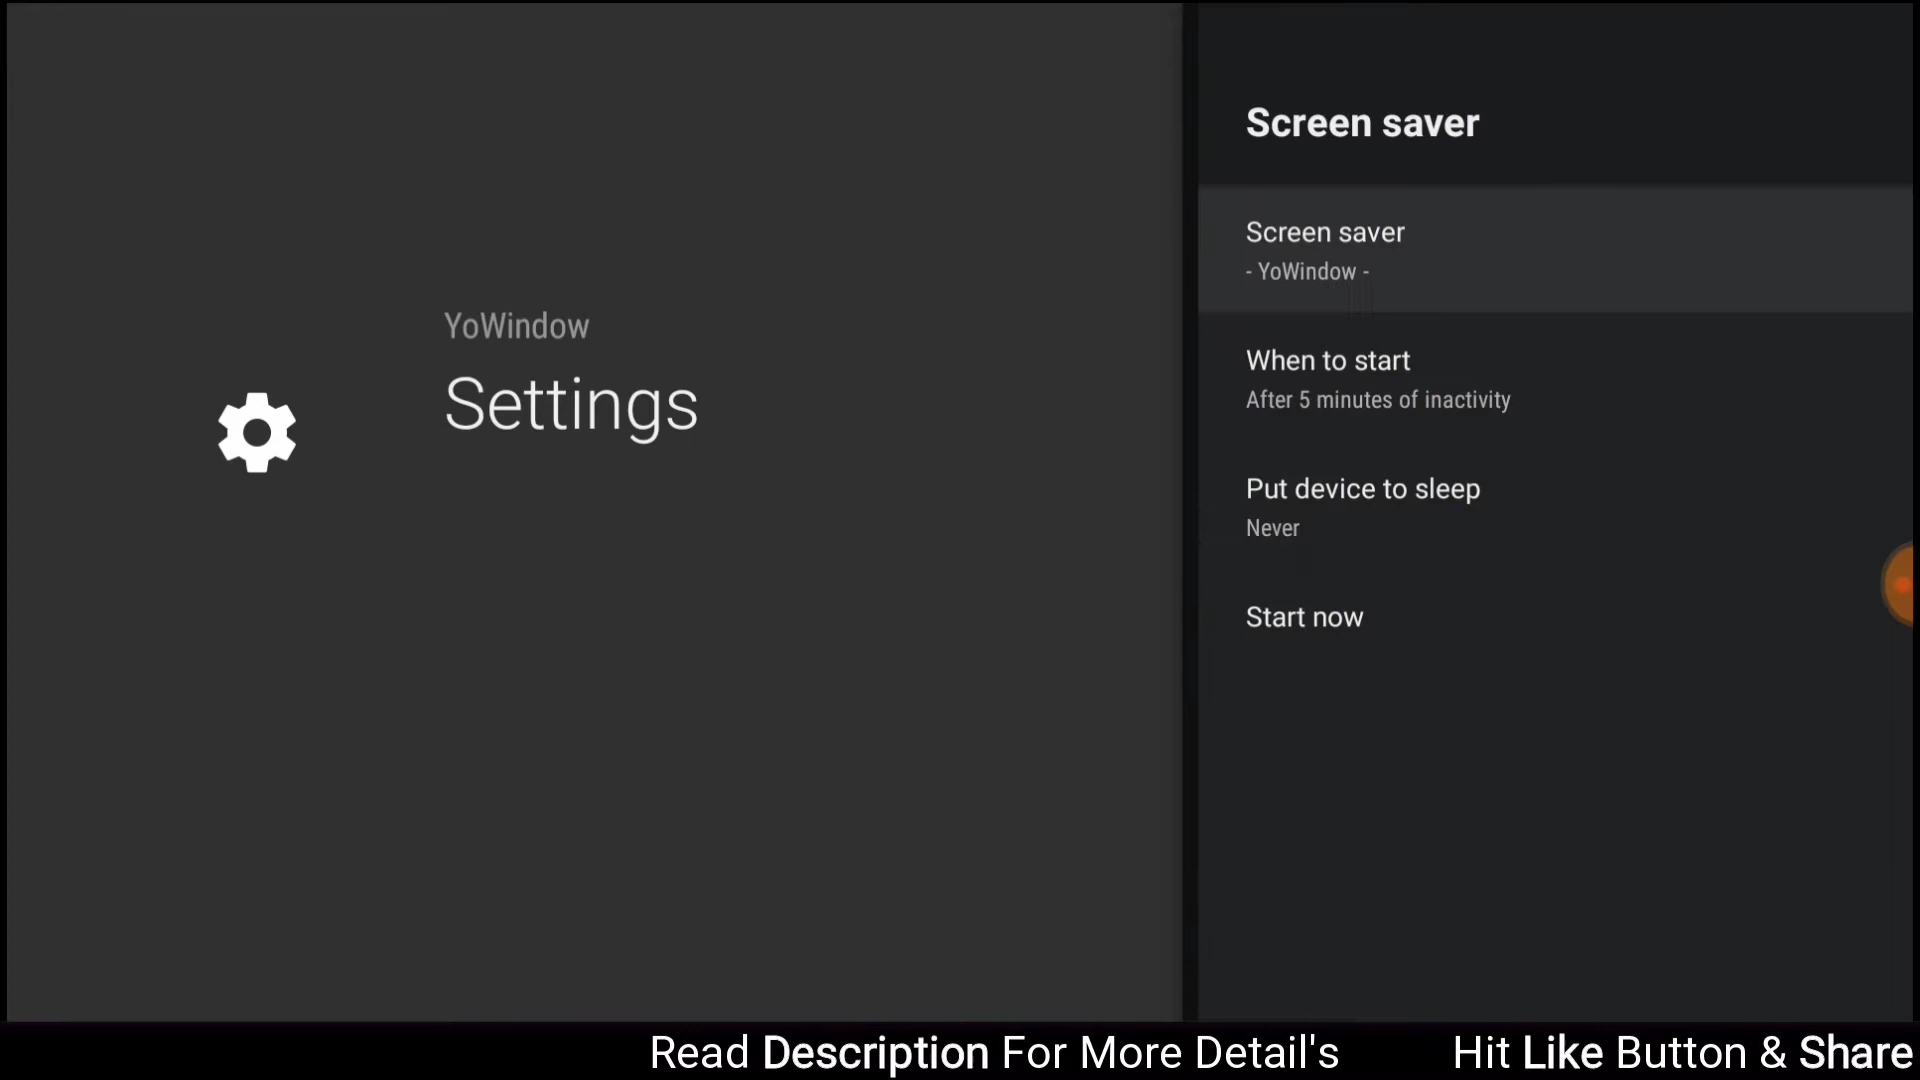 YoWindow
Settings
Screen saver
Screen saver
- YoWindow -
When to start
After 5 minutes of inactivity
Put device to sleep
Never
Start now
Read Description For More Detail's
Hit Like Button & Share